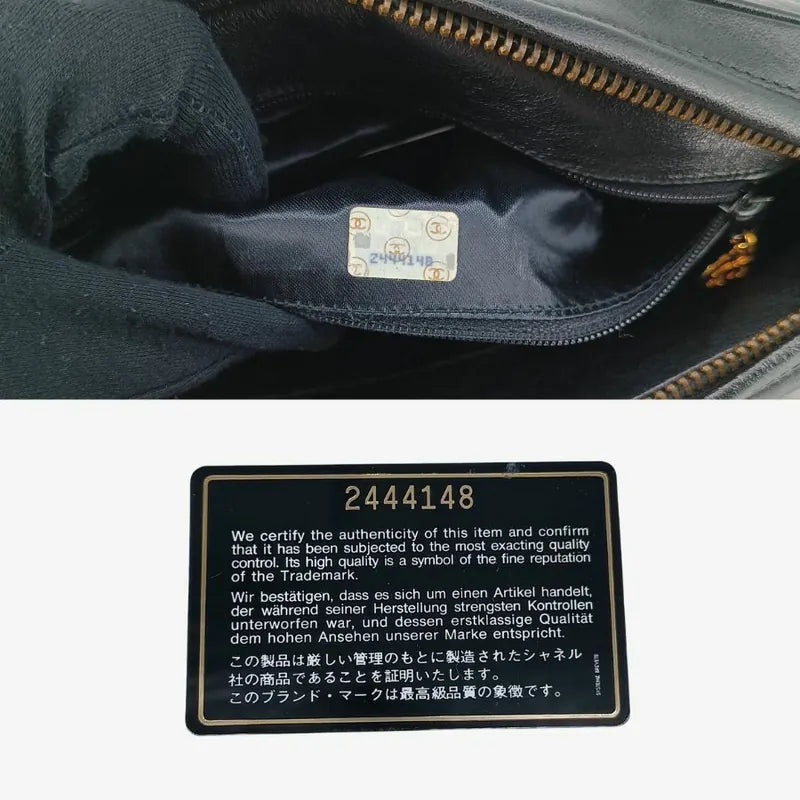 2444148
2444148
We certify the authenticity of this item and confirm
that it has been subjected to the most exacting quality
control. Its high quality is a symbol of the fine reputation
of the Trademark.
Wir bestätigen, dass es sich um einen Artikel handelt,
der während seiner Herstellung strengsten Kontrollen
unterworfen war, und dessen erstklassige Qualität
dem hohen Ansehen unserer Marke entspricht.
この製品は厳しい管理のもとに製造されたシャネル
社の商品であることを証明いたします。
このブランド・マークは最高級品質の象徴です。
SYSTEME BREVETE